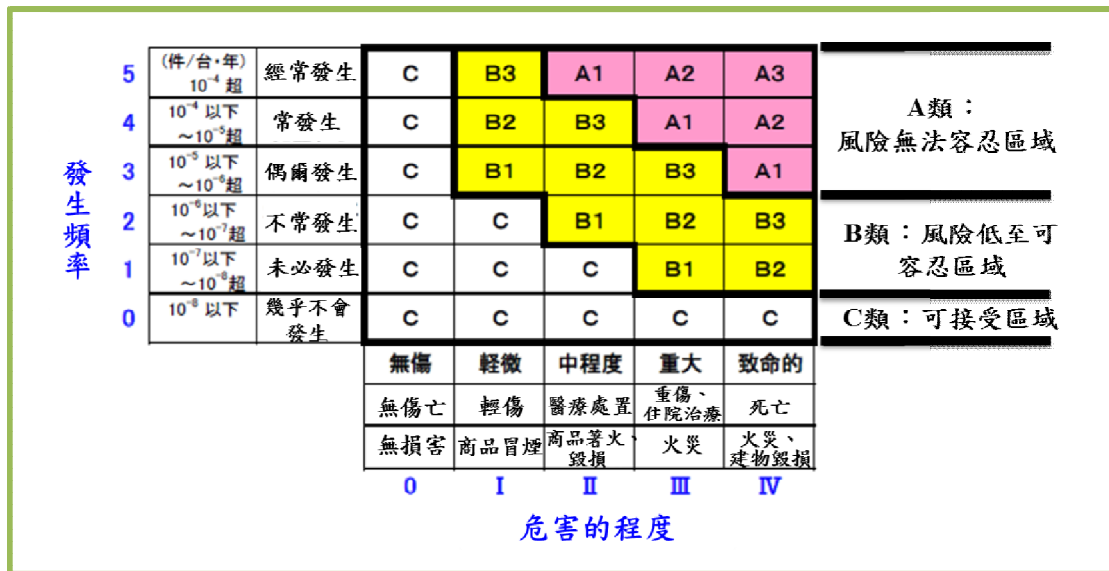 5 (件/台·年) 10⁻⁴ 超 經常發生 C B3 A1 A2 A3
4 10⁻⁴ 以下 ～10⁻⁵超 常發生 C B2 B3 A1 A2
3 10⁻⁵ 以下 ～10⁻⁶超 偶爾發生 C B1 B2 B3 A1
2 10⁻⁶以下 ～10⁻⁷超 不常發生 C C B1 B2 B3
1 10⁻⁷以下 ～10⁻⁸超 未必發生 C C C B1 B2
0 10⁻⁸ 以下 幾乎不會 發生 C C C C C
發生頻率
A類：
風險無法容忍區域
B類：風險低至可
容忍區域
C類：可接受區域
無傷 軽微 中程度 重大 致命的
無傷亡 輕傷 醫療處置 重傷、住院治療 死亡
無損害 商品冒煙 商品著火、毀損 火災 火災、建物毀損
0 I II III IV
危害的程度